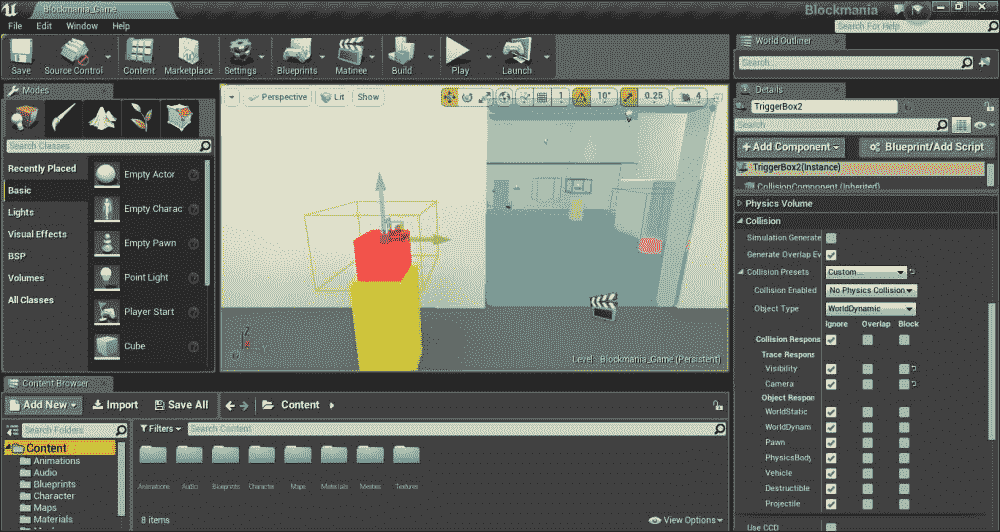 Blockmania_Game
Blockmania
File Edit Window Help
Search For Help
Save Source Control Content Marketplace Settings Blueprints Matinee Build Play Launch
World Outliner
Search...
Modes
Perspective Lit Show
1 10° 0.25 4
Details
TriggerBox2
Search Classes
Search
Recently Placed
Basic
Lights
Visual Effects
BSP
Volumes
All Classes
Empty Actor
Empty Charac
Empty Pawn
Point Light
Player Start
Cube
Add Component
Blueprint/Add Script
TriggerBox2(Instance)
CollisionComponent (Inherited)
Physics Volume
Collision
Simulation Generate
Generate Overlap Ev
Collision Presets Custom...
Collision Enabled No Physics Collision
Object Type WorldDynamic
Ignore Overlap Block
Collision Respons
Trace Respon
Visibility
Camera
Object Respon
WorldStatic
WorldDynam
Pawn
PhysicsBody
Vehicle
Destructible
Projectile
Use CCD
Level: Blockmania_Game (Persistent)
Content Browser
Add New Import Save All Content
Search Folders
Filters Search Content
Content
Animations
Audio
Blueprints
Character
Maps
Materials
Animations Audio Blueprints Character Maps Materials Meshes Textures
8 items
View Options